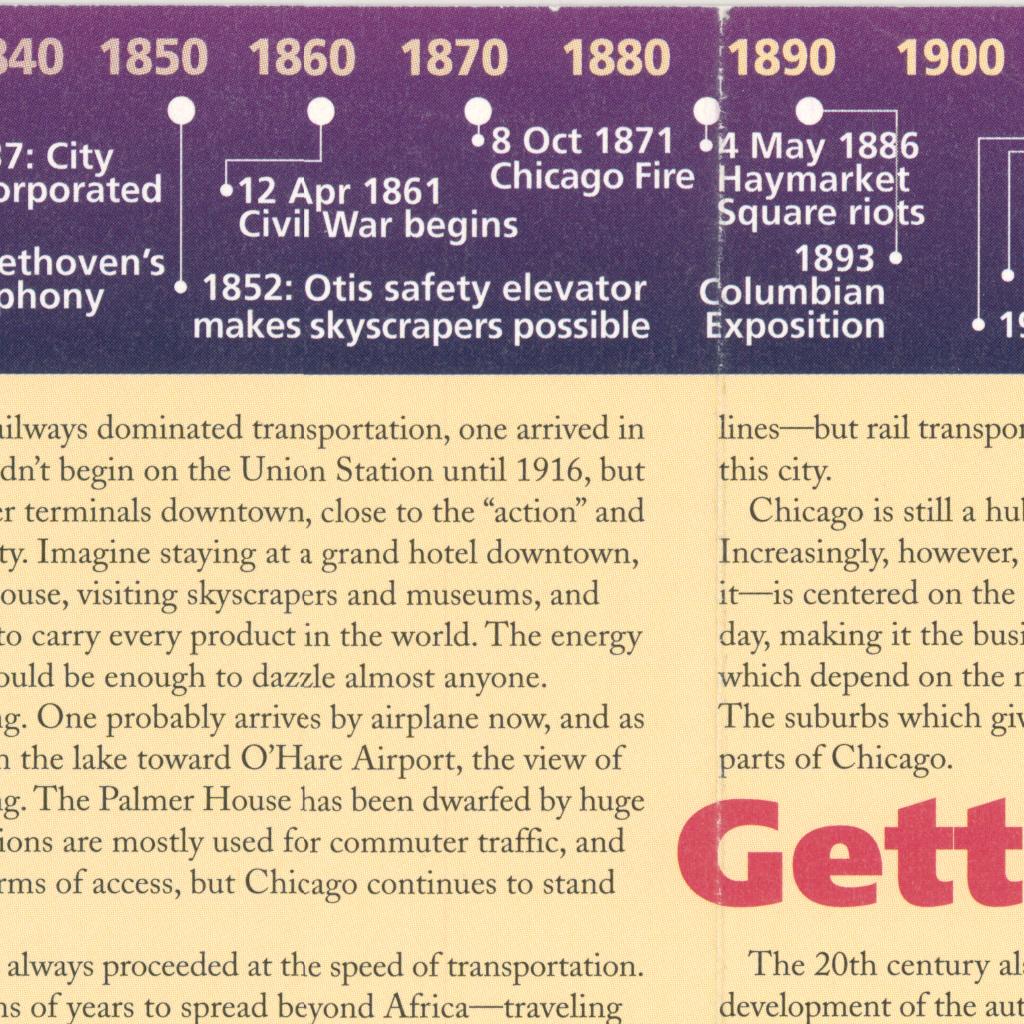 840 1850 1860 1870 1880 1890 1900
37: City
orporated
ethoven's
phony
1852: Otis safety elevator
makes skyscrapers possible
12 Apr 1861
Civil War begins
8 Oct 1871
Chicago Fire
4 May 1886
Haymarket
Square riots
1893
Columbian
Exposition
19
ailways dominated transportation, one arrived in
dn't begin on the Union Station until 1916, but
er terminals downtown, close to the “action” and
ty. Imagine staying at a grand hotel downtown,
ouse, visiting skyscrapers and museums, and
to carry every product in the world. The energy
ould be enough to dazzle almost anyone.
ng. One probably arrives by airplane now, and as
n the lake toward O'Hare Airport, the view of
ng. The Palmer House has been dwarfed by huge
ions are mostly used for commuter traffic, and
rms of access, but Chicago continues to stand
always proceeded at the speed of transportation.
ns of years to spread beyond Africa—traveling
lines—but rail transpor
this city.
Chicago is still a hub
Increasingly, however,
it—is centered on the
day, making it the busi
which depend on the r
The suburbs which giv
parts of Chicago.
Gett
The 20th century als
development of the aut